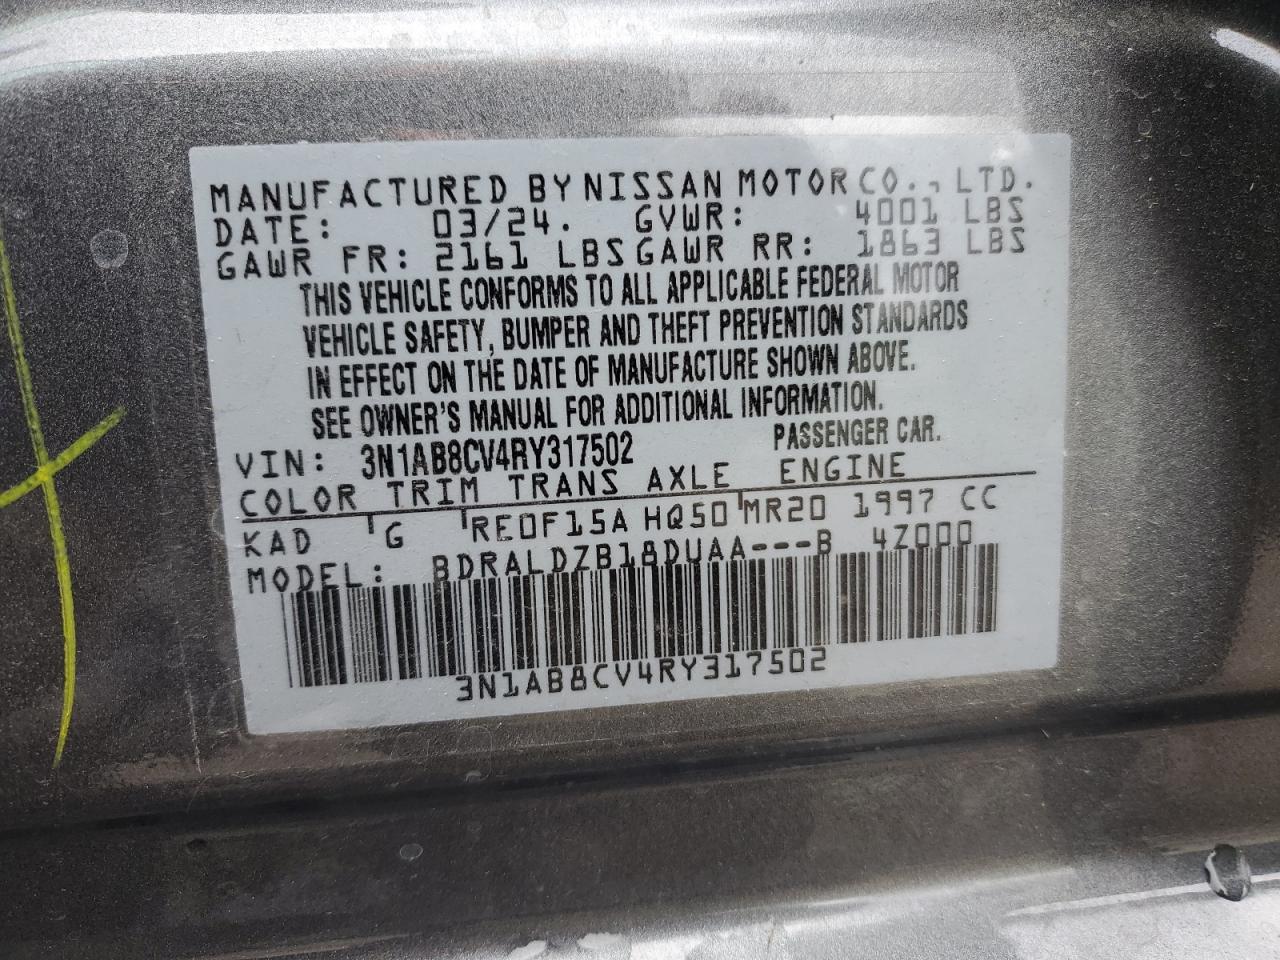 MANUFACTURED BY NISSAN MOTOR CO., LTD.
DATE: 03/24. GVWR: 4001 LBS
GAWR FR: 2161 LBS GAWR RR: 1863 LBS
THIS VEHICLE CONFORMS TO ALL APPLICABLE FEDERAL MOTOR
VEHICLE SAFETY, BUMPER AND THEFT PREVENTION STANDARDS
IN EFFECT ON THE DATE OF MANUFACTURE SHOWN ABOVE.
SEE OWNER'S MANUAL FOR ADDITIONAL INFORMATION.
VIN: 3N1AB8CV4RY317502 PASSENGER CAR.
COLOR TRIM TRANS AXLE ENGINE
KAD G RE0F15A HQ50 MR20 1997 CC
MODEL: BDRALDZB18DUAA---B 4Z000
3N1AB8CV4RY317502